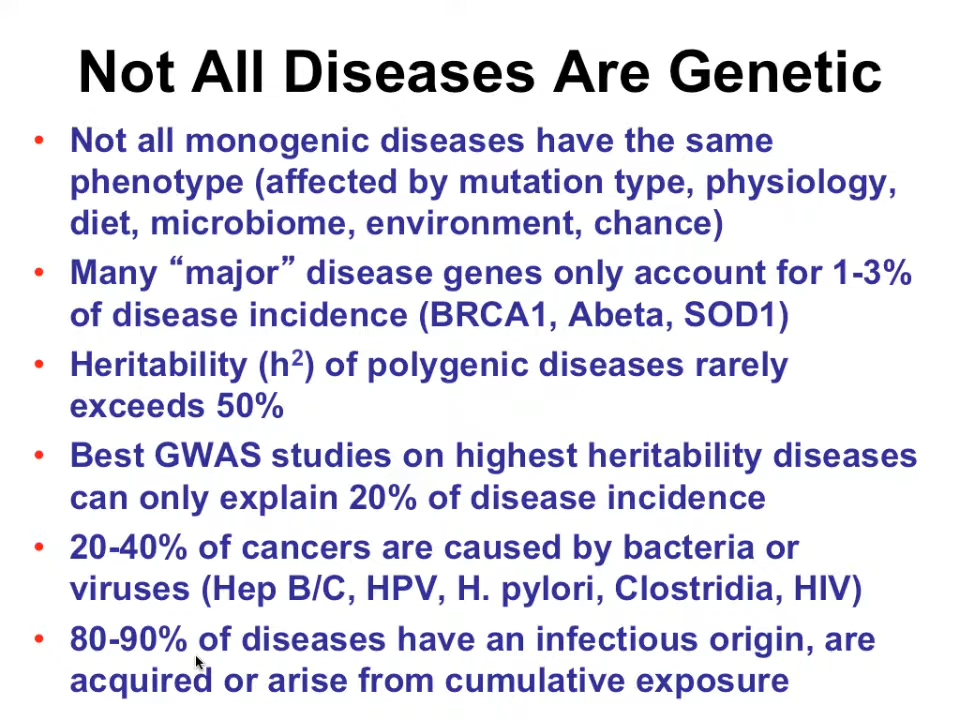 Not All Diseases Are Genetic
• Not all monogenic diseases have the same
phenotype (affected by mutation type, physiology,
diet, microbiome, environment, chance)
• Many “major” disease genes only account for 1-3%
of disease incidence (BRCA1, Abeta, SOD1)
• Heritability (h²) of polygenic diseases rarely
exceeds 50%
• Best GWAS studies on highest heritability diseases
can only explain 20% of disease incidence
• 20-40% of cancers are caused by bacteria or
viruses (Hep B/C, HPV, H. pylori, Clostridia, HIV)
• 80-90% of diseases have an infectious origin, are
acquired or arise from cumulative exposure